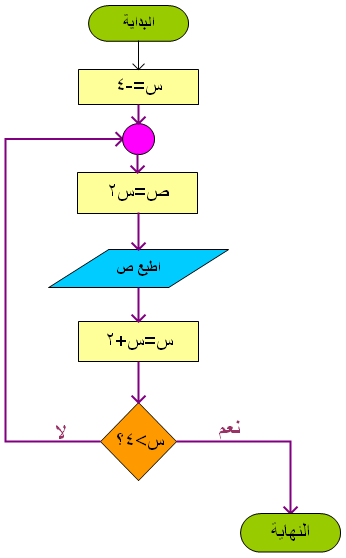 البداية
س=-٤
ص=س٢
اطبع ص
س=س+٢
س>٤؟
لا
نعم
النهاية